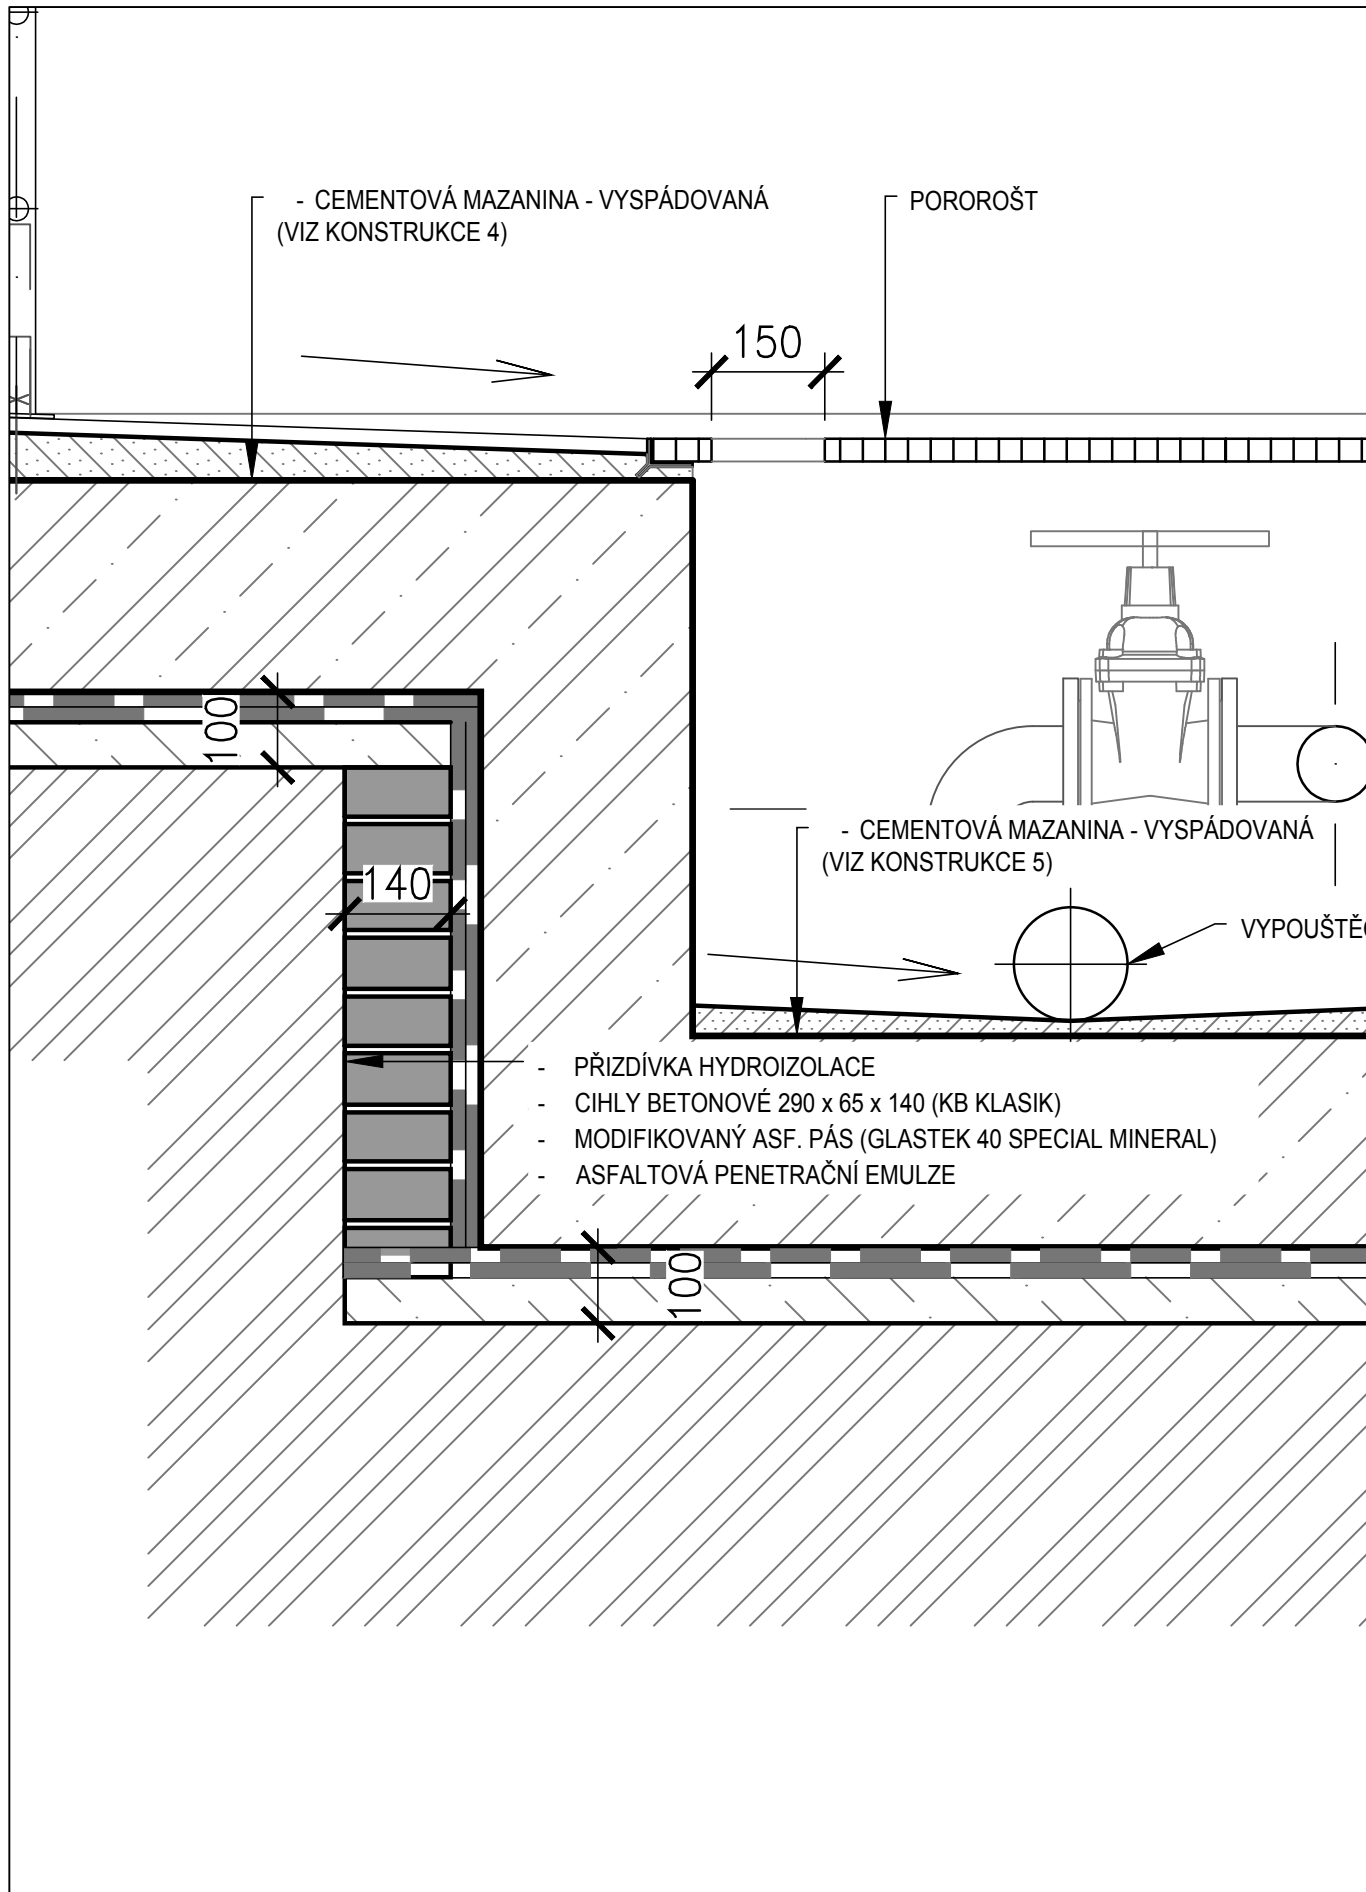 - CEMENTOVÁ MAZANINA - VYSPÁDOVANÁ
(VIZ KONSTRUKCE 4)
POROROŠT
150
100
- CEMENTOVÁ MAZANINA - VYSPÁDOVANÁ
(VIZ KONSTRUKCE 5)
140
- PŘIZDÍVKA HYDROIZOLACE
- CIHLY BETONOVÉ 290 x 65 x 140 (KB KLASIK)
- MODIFIKOVANÝ ASF. PÁS (GLASTEK 40 SPECIAL MINERAL)
- ASFALTOVÁ PENETRAČNÍ EMULZE
100